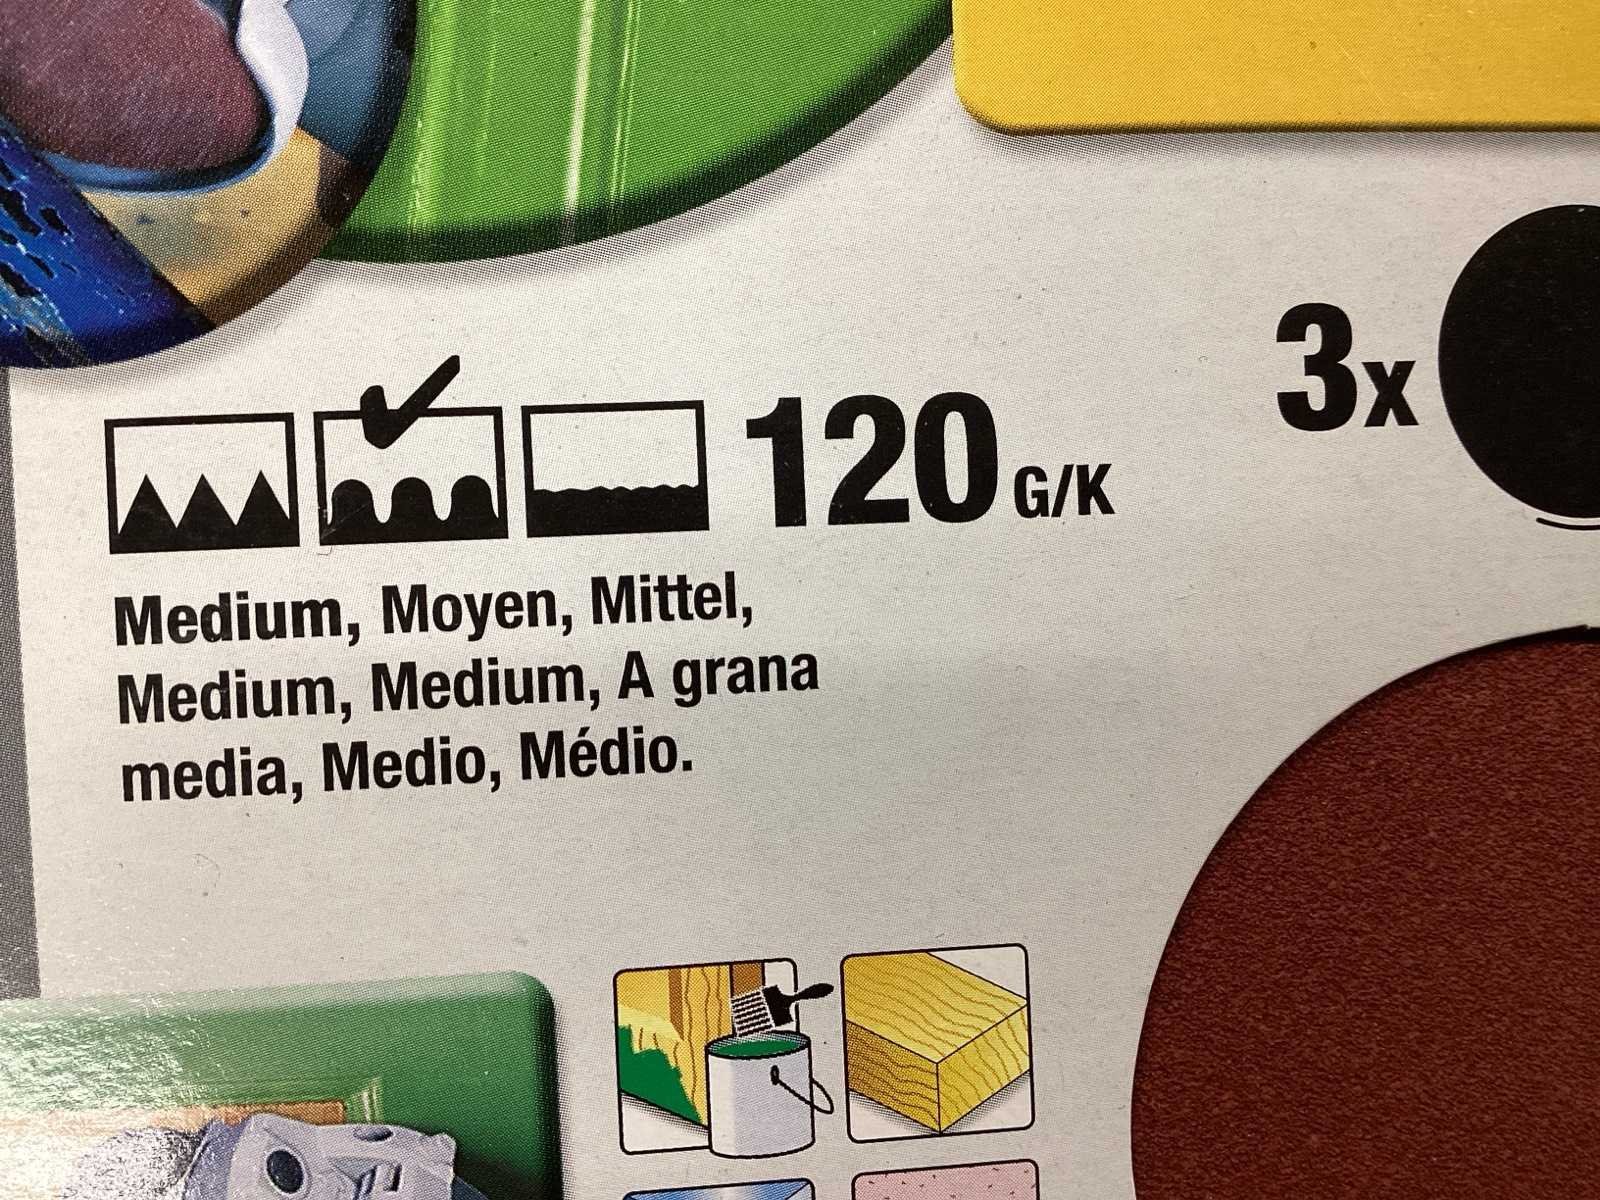 3x
120 G/K
Medium, Moyen, Mittel,
Medium, Medium, A grana
media, Medio, Médio.